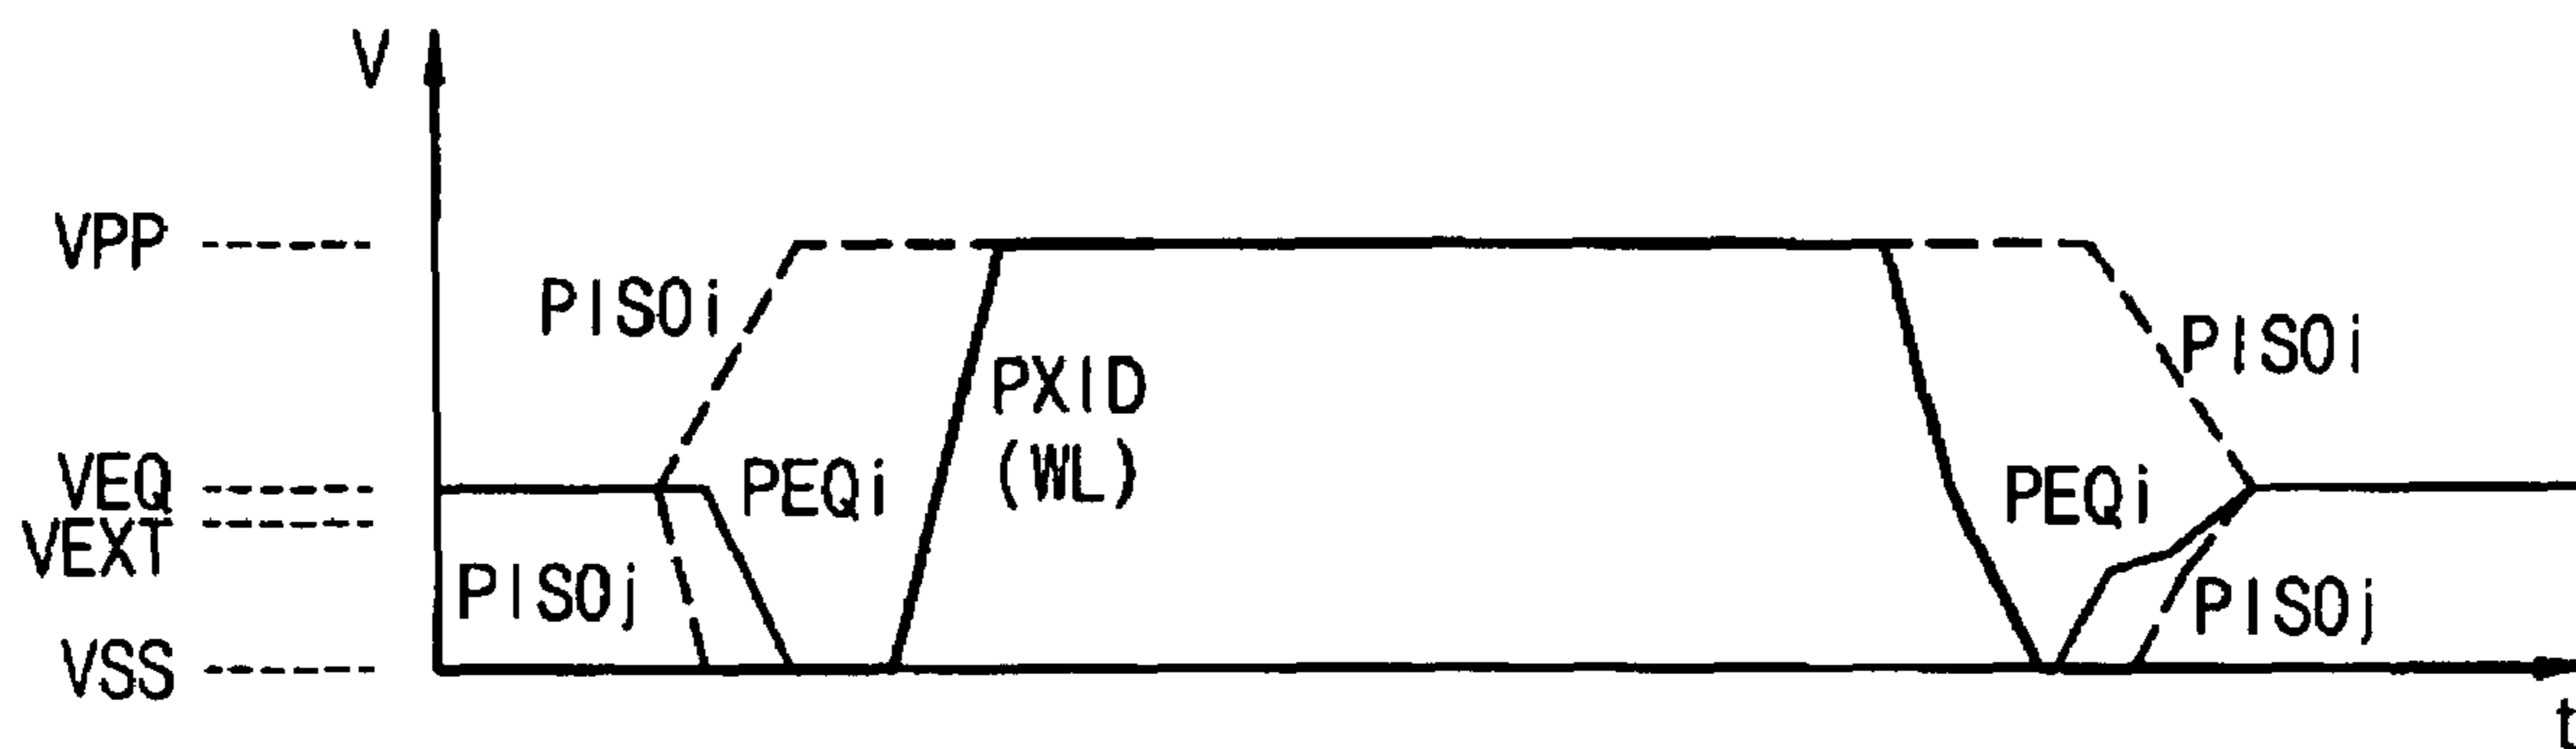 V
VPP
PISOi
PISOi
PXID
(WL)
VEQ
PEQi
PEQi
VEXT
PISOj
PISOj
VSS
t